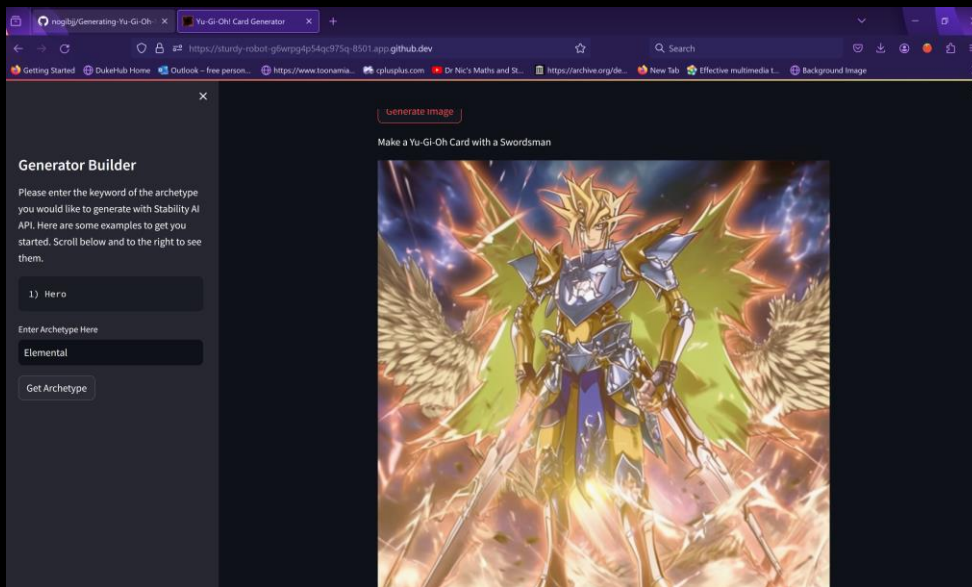 nogibjj/Generating-Yu-Gi-Oh-
Yu-Gi-Oh! Card Generator
https://sturdy-robot-g6wrpg4p54qc975q-8501.app.github.dev
Search
Getting Started
DukeHub Home
Outlook – free person...
https://www.toonamia...
cplusplus.com
Dr Nic's Maths and St...
https://archive.org/de...
New Tab
Effective multimedia t...
Background Image
Generator Builder
Please enter the keyword of the archetype
you would like to generate with Stability AI
API. Here are some examples to get you
started. Scroll below and to the right to see
them.
1) Hero
Enter Archetype Here
Elemental
Get Archetype
Generate Image
Make a Yu-Gi-Oh Card with a Swordsman